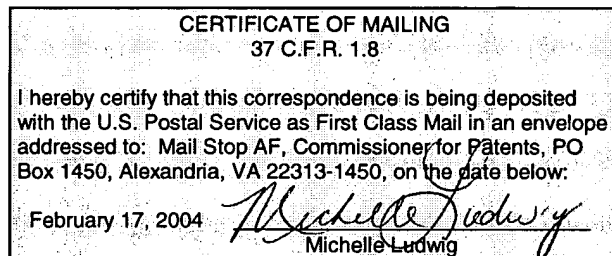 CERTIFICATE OF MAILING
37 C.F.R. 1.8
I hereby certify that this correspondence is being deposited
with the U.S. Postal Service as First Class Mail in an envelope
addressed to: Mail Stop AF, Commissioner for Patents, PO
Box 1450, Alexandria, VA 22313-1450, on the date below:
February 17, 2004 Michelle Ludwig
Michelle Ludwig